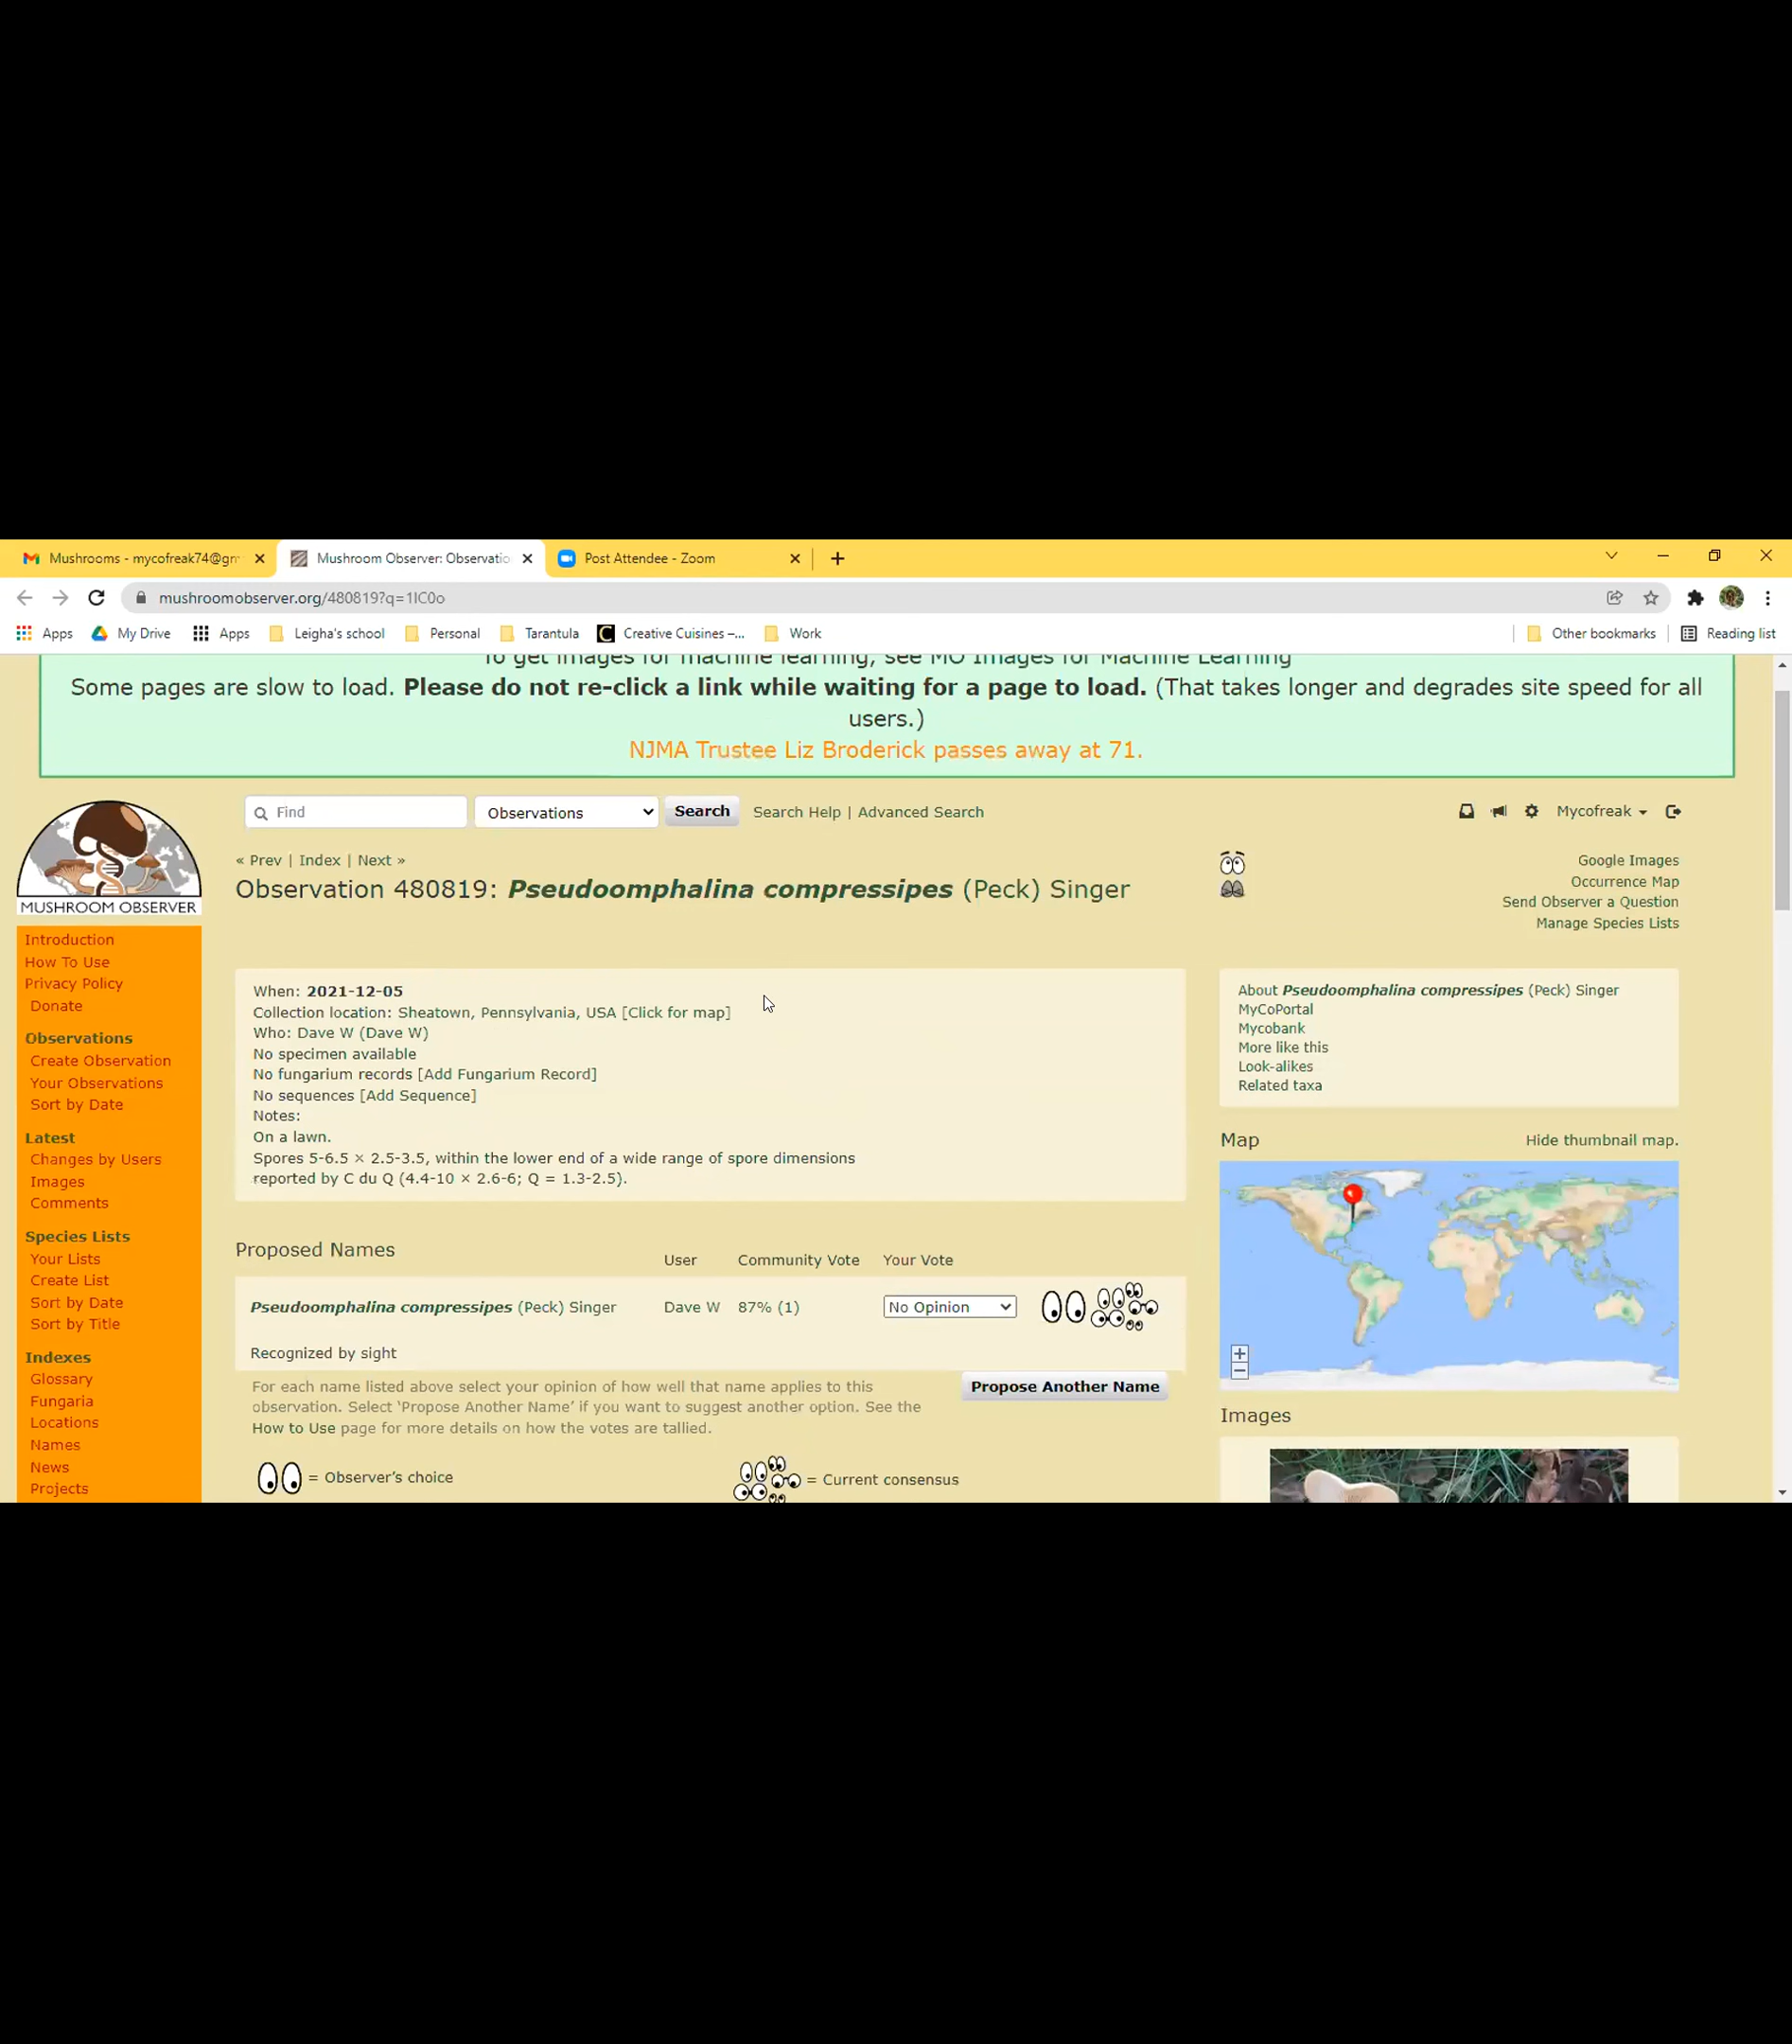 Mushrooms - mycofreak74@gm
Mushroom Observer: Observatio
Post Attendee - Zoom
mushroomobserver.org/480819?q=1lC0o
Apps
My Drive
Apps
Leigha's school
Personal
Tarantula
Creative Cuisines –...
Work
Other bookmarks
Reading list
To get images for machine learning, see MO Images for Machine Learning
Some pages are slow to load. Please do not re-click a link while waiting for a page to load. (That takes longer and degrades site speed for all
users.)
NJMA Trustee Liz Broderick passes away at 71.
MUSHROOM OBSERVER
Find
Observations
Search
Search Help | Advanced Search
Mycofreak
« Prev | Index | Next »
Observation 480819: Pseudoomphalina compressipes (Peck) Singer
Google Images
Occurrence Map
Send Observer a Question
Manage Species Lists
Introduction
How To Use
Privacy Policy
Donate
Observations
Create Observation
Your Observations
Sort by Date
Latest
Changes by Users
Images
Comments
Species Lists
Your Lists
Create List
Sort by Date
Sort by Title
Indexes
Glossary
Fungaria
Locations
Names
News
Projects
When: 2021-12-05
Collection location: Sheatown, Pennsylvania, USA [Click for map]
Who: Dave W (Dave W)
No specimen available
No fungarium records [Add Fungarium Record]
No sequences [Add Sequence]
Notes:
On a lawn.
Spores 5-6.5 × 2.5-3.5, within the lower end of a wide range of spore dimensions
reported by C du Q (4.4-10 × 2.6-6; Q = 1.3-2.5).
Proposed Names
User
Community Vote
Your Vote
Pseudoomphalina compressipes (Peck) Singer
Dave W
87% (1)
No Opinion
Recognized by sight
For each name listed above select your opinion of how well that name applies to this
observation. Select ‘Propose Another Name’ if you want to suggest another option. See the
How to Use page for more details on how the votes are tallied.
Propose Another Name
= Observer’s choice
= Current consensus
About Pseudoomphalina compressipes (Peck) Singer
MyCoPortal
Mycobank
More like this
Look-alikes
Related taxa
Map
Hide thumbnail map.
+
−
Images